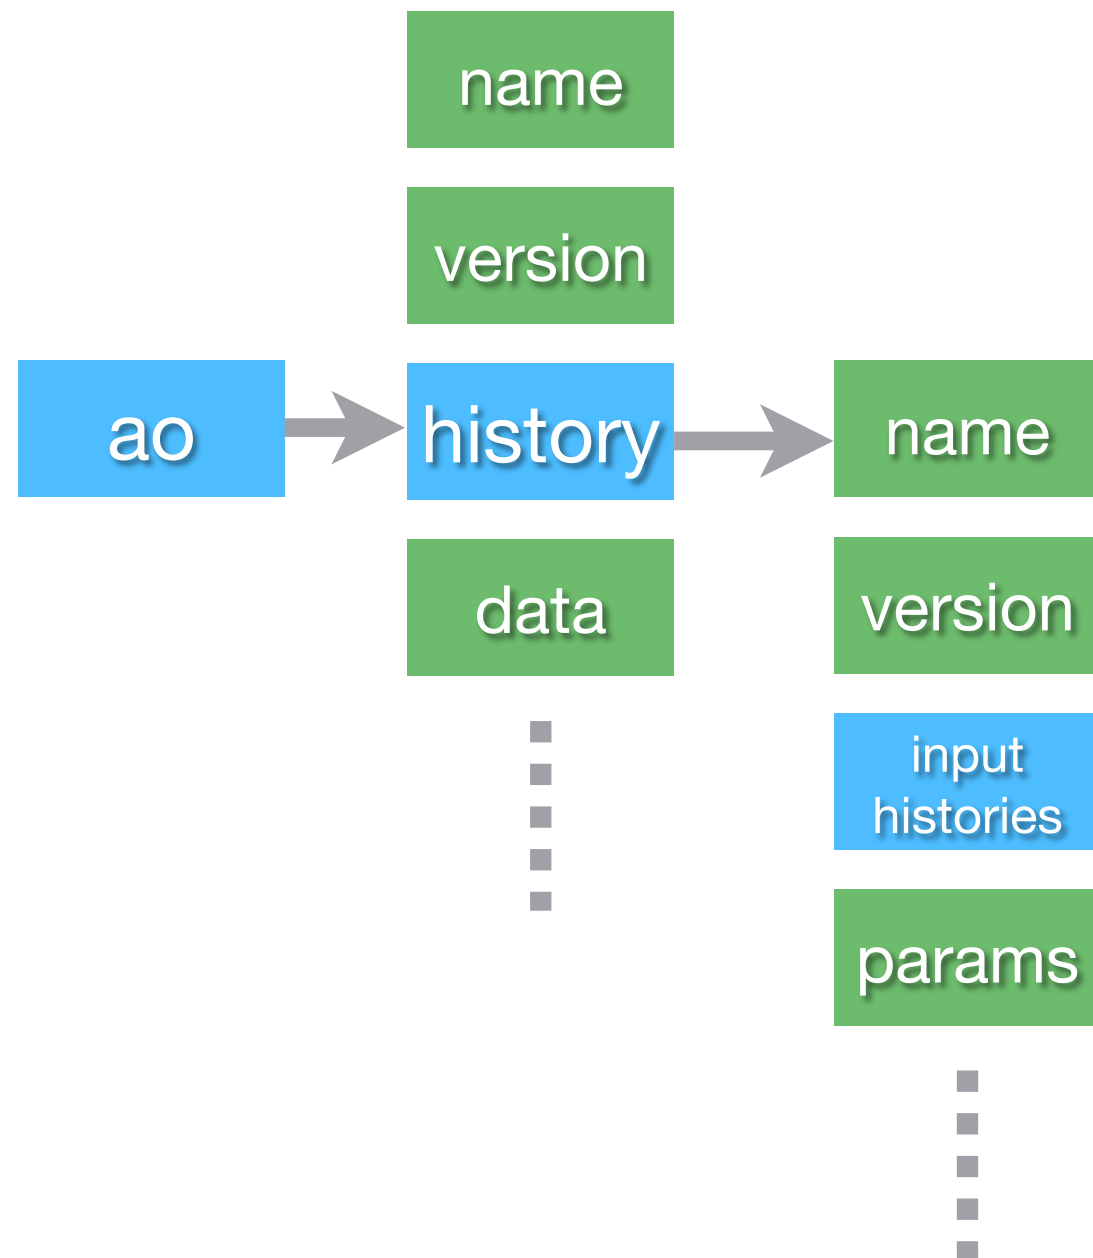 name
version
ao
history
data
name
version
input
histories
params